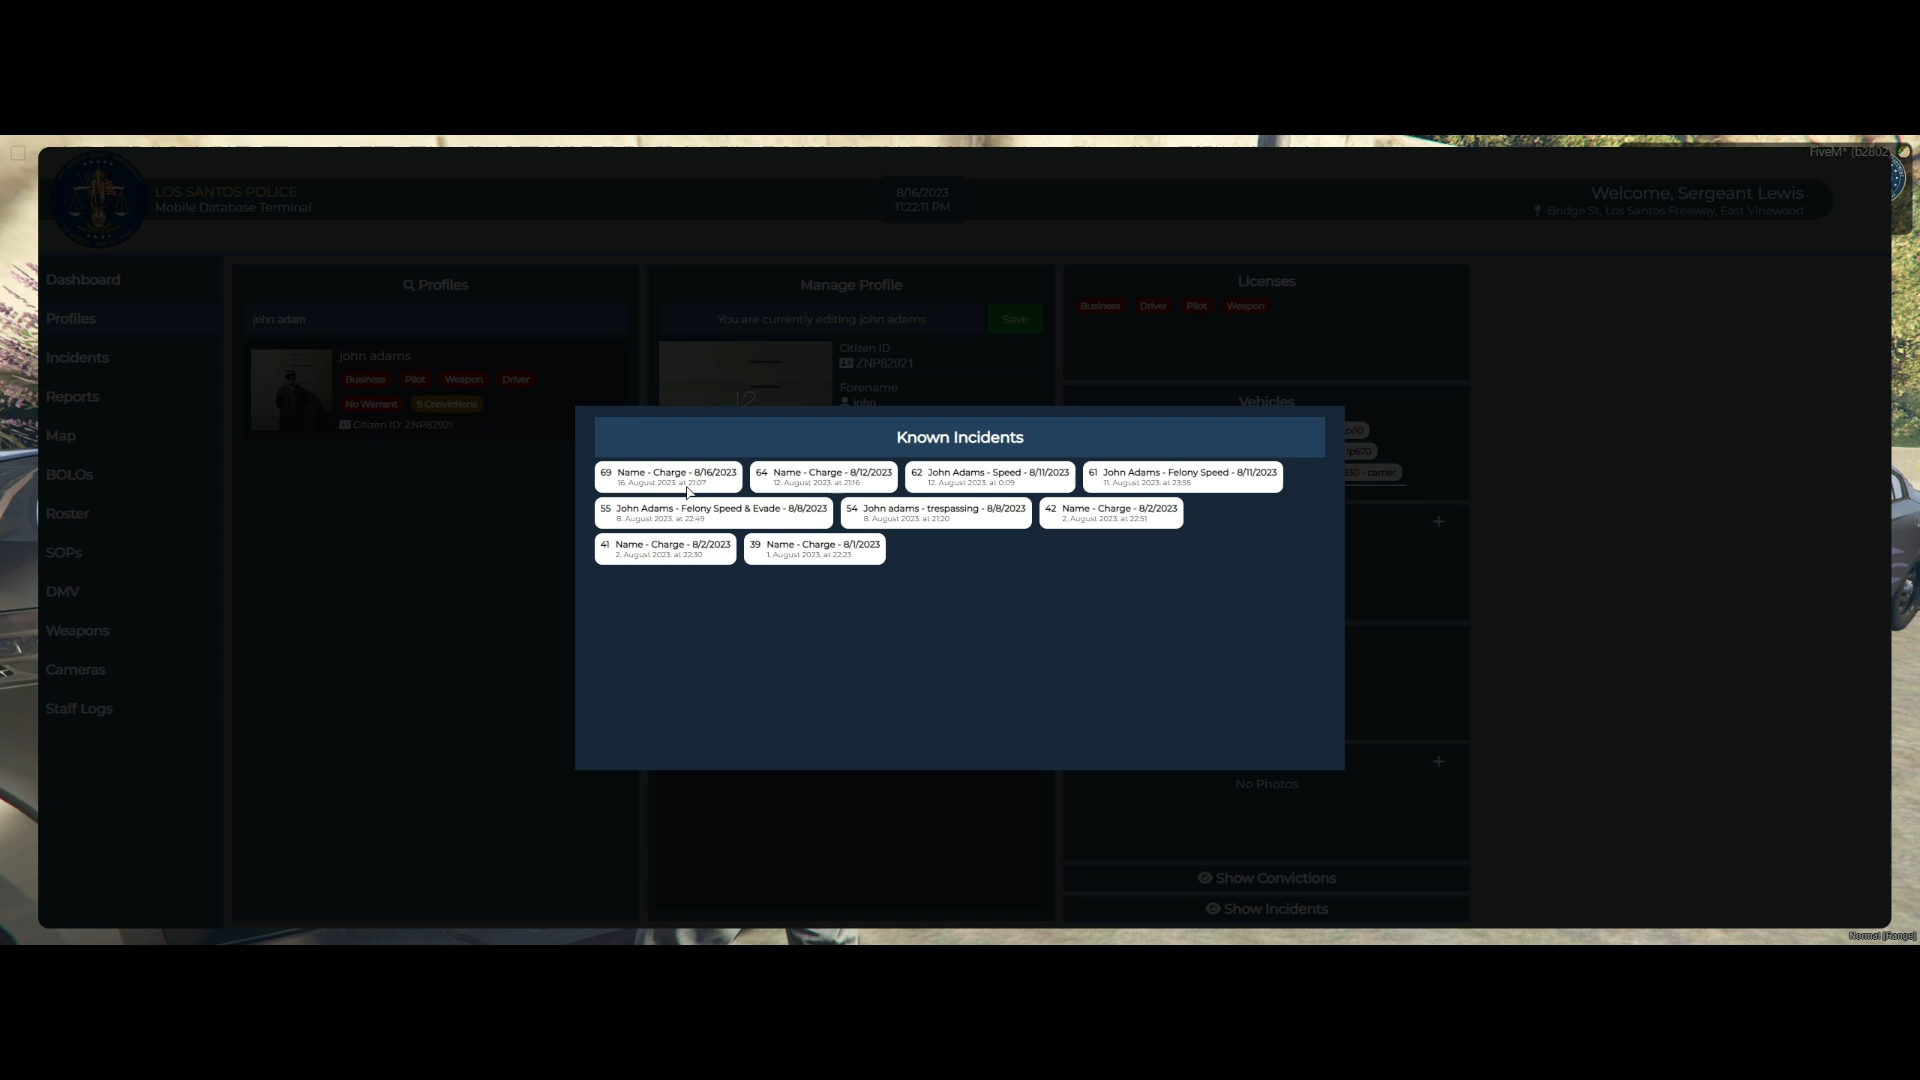 FiveM* (b2802
LOS SANTOS POLICE
Mobile Database Terminal
8/16/2023
11:22:11 PM
Welcome, Sergeant Lewis
Bridge St, Los Santos Freeway, East Vinewood
Dashboard
Profiles
Incidents
Reports
Map
BOLOs
Roster
SOPs
DMV
Weapons
Cameras
Staff Logs
Profiles
john adam
john adams
Business Pilot Weapon Driver
No Warrant 9 Convictions
Citizen ID: ZNP82921
Manage Profile
You are currently editing john adams
Save
Citizen ID
ZNP82921
Forename
john
12
Licenses
Business Driver Pilot Weapon
Vehicles
zx10
lp670
330 - carrier
Known Incidents
69 Name - Charge - 8/16/2023
16. August 2023. at 21:07
64 Name - Charge - 8/12/2023
12. August 2023. at 21:16
62 John Adams - Speed - 8/11/2023
12. August 2023. at 0:09
61 John Adams - Felony Speed - 8/11/2023
11. August 2023. at 23:55
55 John Adams - Felony Speed & Evade - 8/8/2023
8. August 2023. at 22:49
54 John adams - trespassing - 8/8/2023
8. August 2023. at 21:20
42 Name - Charge - 8/2/2023
2. August 2023. at 22:51
41 Name - Charge - 8/2/2023
2. August 2023. at 22:30
39 Name - Charge - 8/1/2023
1. August 2023. at 22:23
No Photos
Show Convictions
Show Incidents
Normal [Range]